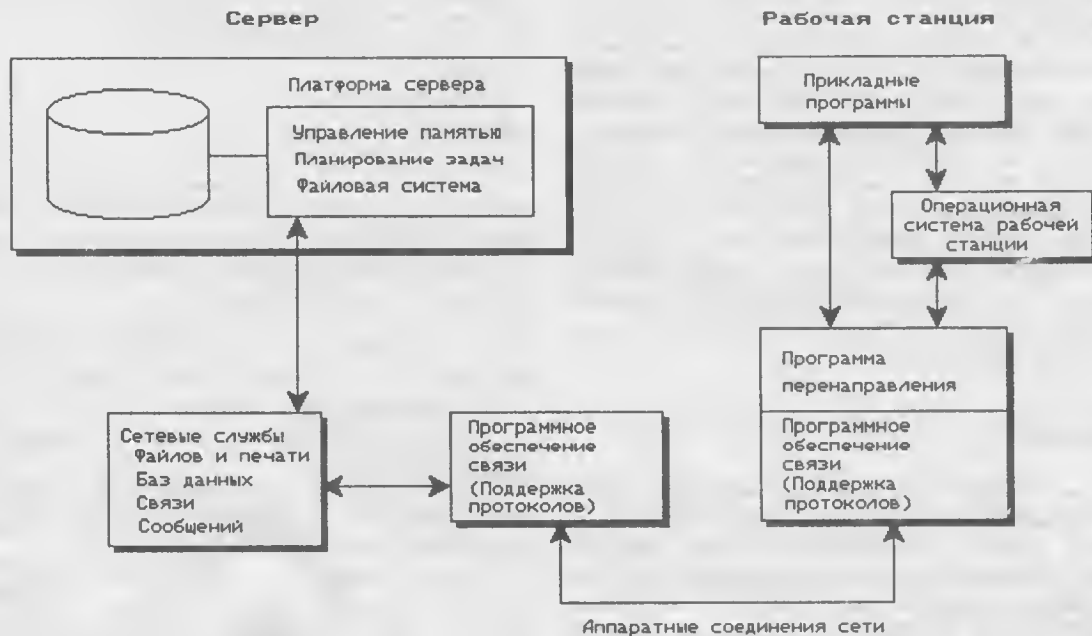 Сервер
Рабочая станция
Платформа сервера
Управление памятью
Планирование задач
Файловая система
Прикладные
программы
Операционная
система рабочей
станции
Программа
перенаправления
Программное
обеспечение
связи
(Поддержка
протоколов)
Сетевые службы
Файлов и печати
Баз данных
Связи
Сообщений
Программное
обеспечение
связи
(Поддержка
протоколов)
Аппаратные соединения сети